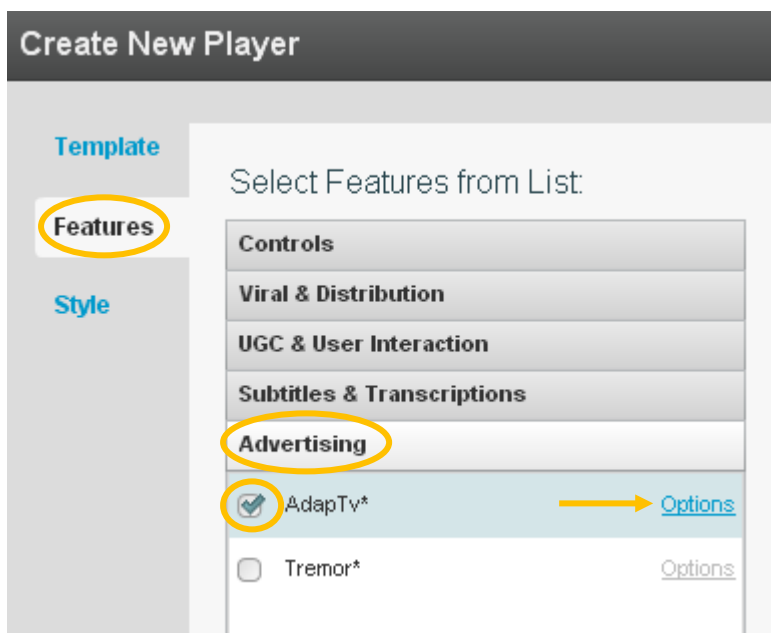 Create New Player
Template
Features
Style
Select Features from List:
Controls
Viral & Distribution
UGC & User Interaction
Subtitles & Transcriptions
Advertising
AdapTv* Options
Tremor* Options